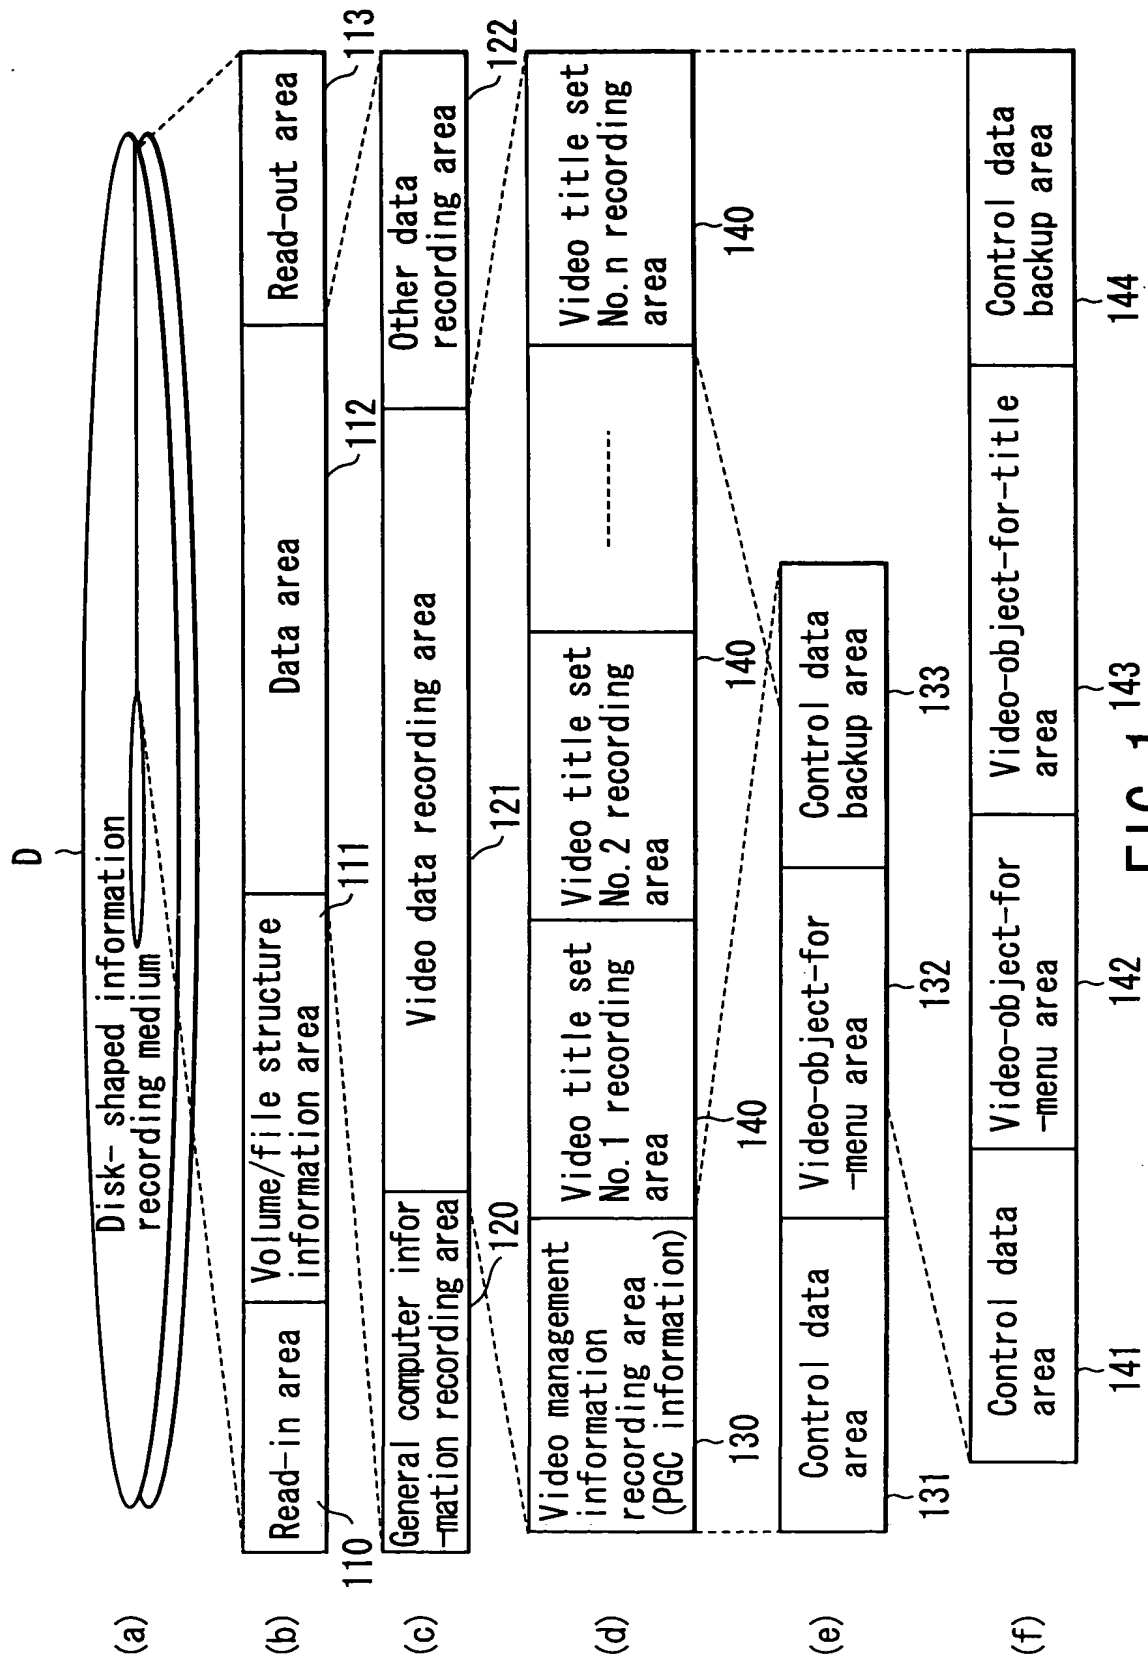 D
(a)
Disk- shaped information
recording medium
(b)
Read-in area
Volume/file structure
information area
Data area
Read-out area
110
111
112
113
(c)
General computer infor
-mation recording area
Video data recording area
Other data
recording area
120
121
122
(d)
Video management
information
recording area
(PGC information)
Video title set
No.1 recording
area
Video title set
No.2 recording
area
Video title set
No.n recording
area
130
140
140
140
(e)
Control data
area
Video-object-for
-menu area
Control data
backup area
131
132
133
(f)
Control data
area
Video-object-for
-menu area
Video-object-for-title
area
Control data
backup area
141
142
143
144
FIG. 1